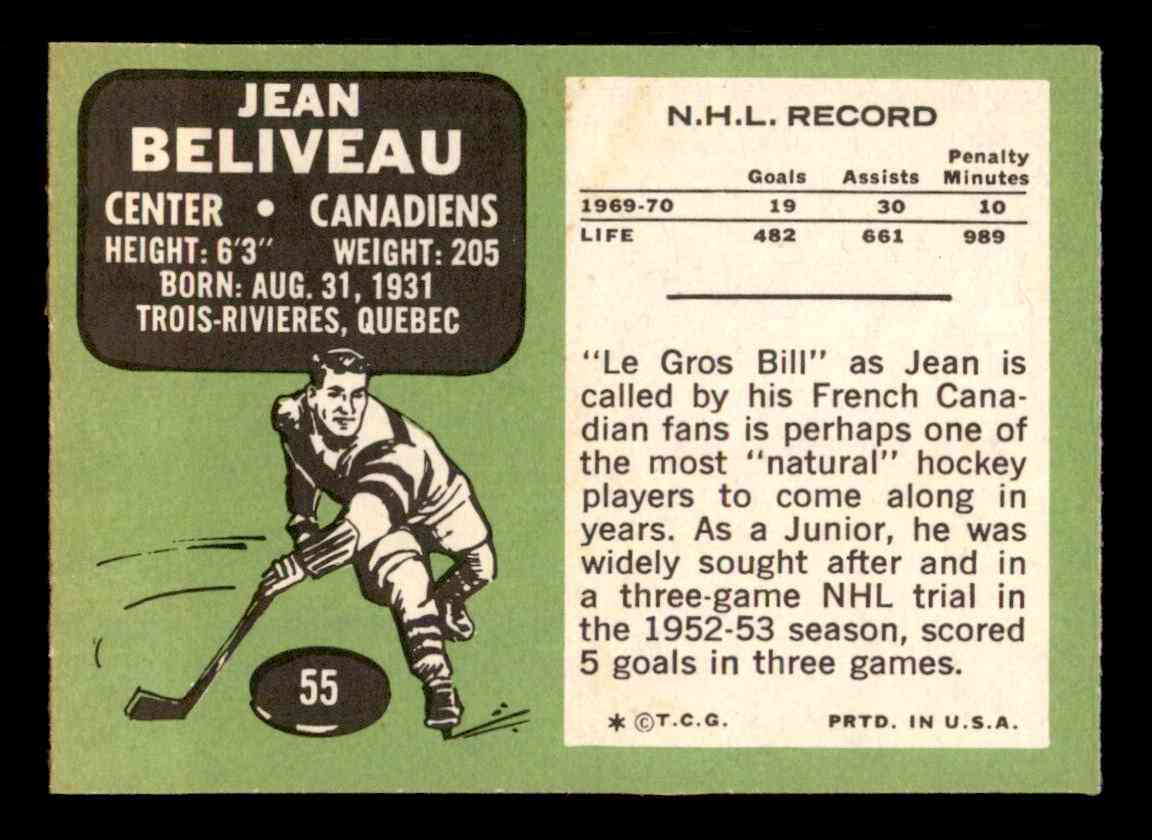 JEAN
BELIVEAU
CENTER • CANADIENS
HEIGHT: 6'3" WEIGHT: 205
BORN: AUG. 31, 1931
TROIS-RIVIERES, QUEBEC
55
N.H.L. RECORD
Goals Assists Penalty Minutes
1969-70 19 30 10
LIFE 482 661 989
"Le Gros Bill" as Jean is
called by his French Cana-
dian fans is perhaps one of
the most "natural" hockey
players to come along in
years. As a Junior, he was
widely sought after and in
a three-game NHL trial in
the 1952-53 season, scored
5 goals in three games.
* © T.C.G. PRTD. IN U.S.A.